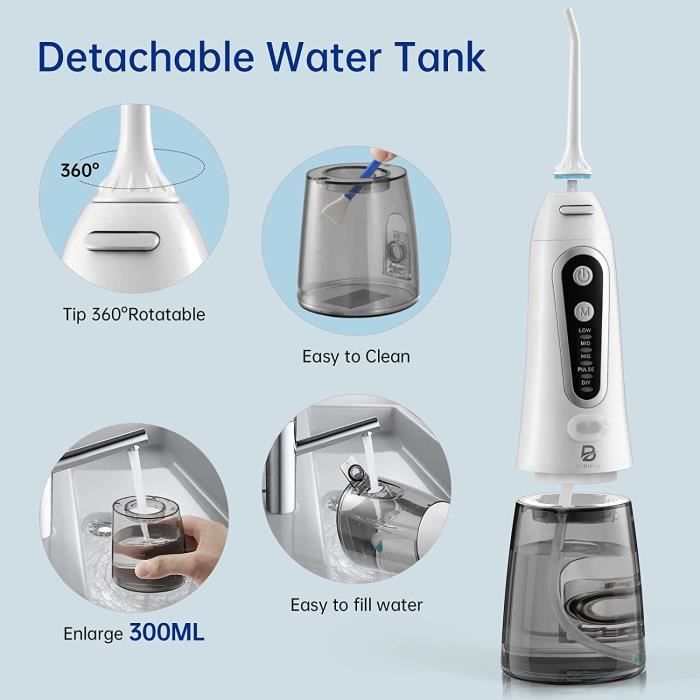 Detachable Water Tank
360°
Tip 360°Rotatable
Easy to Clean
M
LOW
MID
HIG
PULSE
DIY
Enlarge 300ML
Easy to fill water